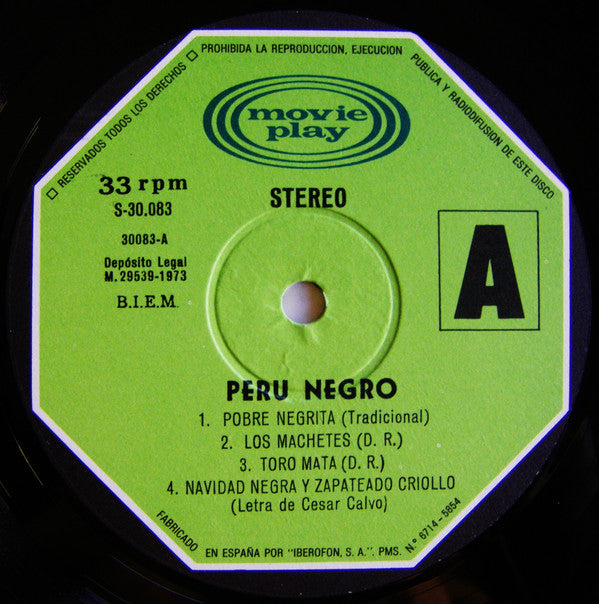 □ RESERVADOS TODOS LOS DERECHOS □ PROHIBIDA LA REPRODUCCION, EJECUCION PUBLICA Y RADIODIFUSION DE ESTE DISCO
movie
play
33 rpm
STEREO
S-30.083
30083-A
Depósito Legal
M. 29539-1973
B.I.E.M.
A
PERU NEGRO
1. POBRE NEGRITA (Tradicional)
2. LOS MACHETES (D. R.)
3. TORO MATA (D. R.)
4. NAVIDAD NEGRA Y ZAPATEADO CRIOLLO
(Letra de Cesar Calvo)
FABRICADO EN ESPAÑA POR "IBEROFON, S. A.". PMS. N.º 6714 - 5854